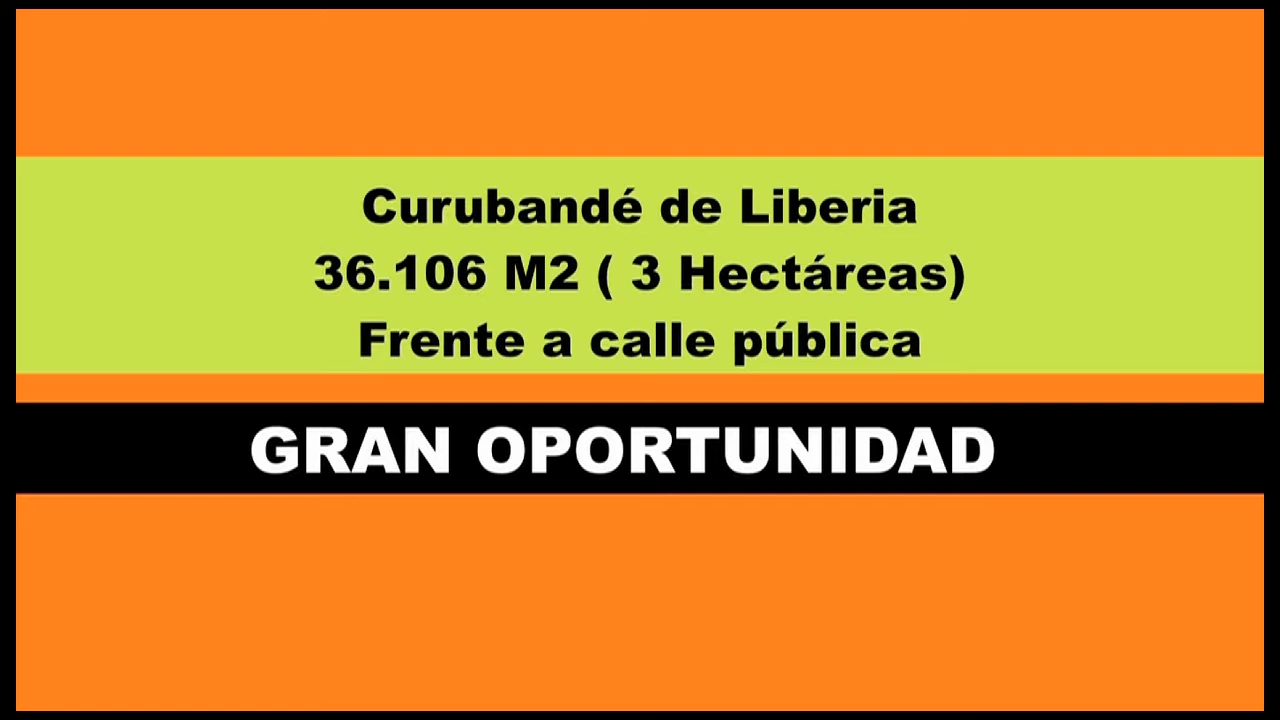 Curubandé de Liberia
36.106 M2 ( 3 Hectáreas)
Frente a calle pública
GRAN OPORTUNIDAD